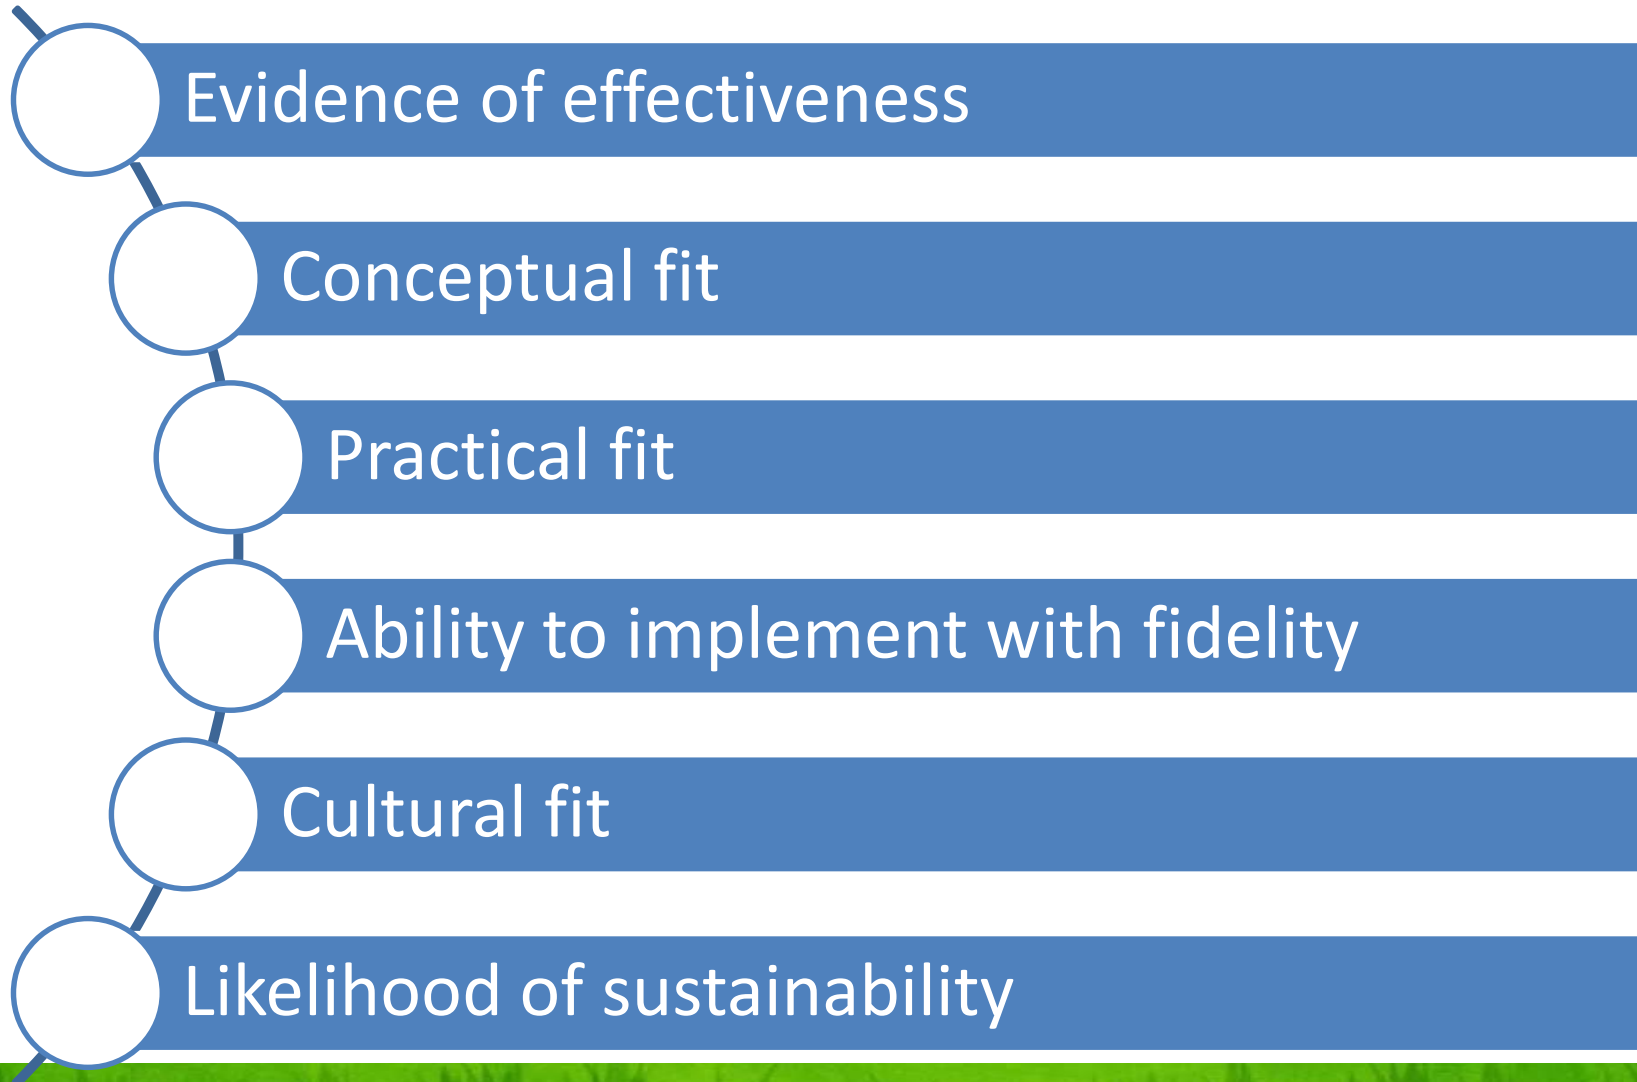 Evidence of effectiveness
Conceptual fit
Practical fit
Ability to implement with fidelity
Cultural fit
Likelihood of sustainability